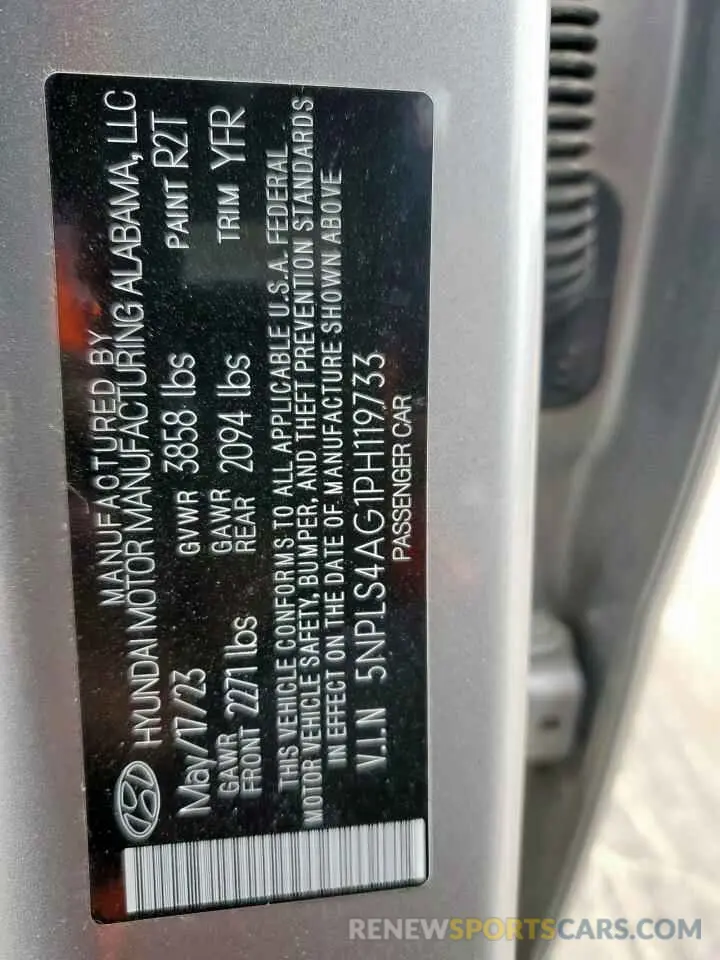 MANUFACTURED BY
HYUNDAI MOTOR MANUFACTURING ALABAMA, LLC
May/17/23 GVWR 3858 lbs PAINT R2T
GAWR FRONT 2271 lbs GAWR REAR 2094 lbs TRIM YFR
THIS VEHICLE CONFORMS TO ALL APPLICABLE U.S.A. FEDERAL
MOTOR VEHICLE SAFETY, BUMPER, AND THEFT PREVENTION STANDARDS
IN EFFECT ON THE DATE OF MANUFACTURE SHOWN ABOVE
V.I.N 5NPLS4AG1PH119733
PASSENGER CAR
RENEWSPORTSCARS.COM